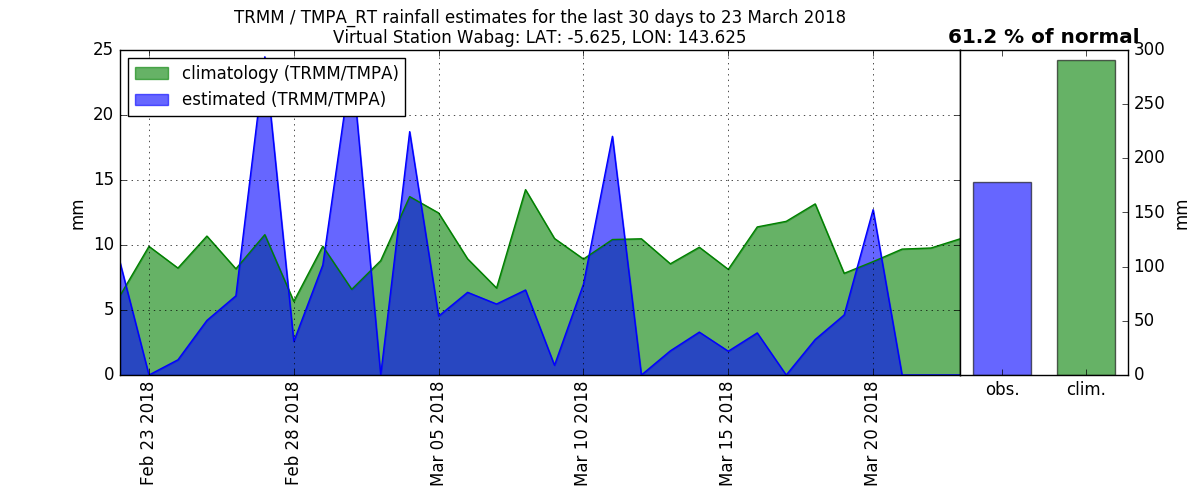 TRMM / TMPA_RT rainfall estimates for the last 30 days to 23 March 2018
Virtual Station Wabag: LAT: -5.625, LON: 143.625
61.2 % of normal
climatology (TRMM/TMPA)
estimated (TRMM/TMPA)
25
20
15
10
5
0
mm
Feb 23 2018
Feb 28 2018
Mar 05 2018
Mar 10 2018
Mar 15 2018
Mar 20 2018
obs.
clim.
300
250
200
150
100
50
0
mm